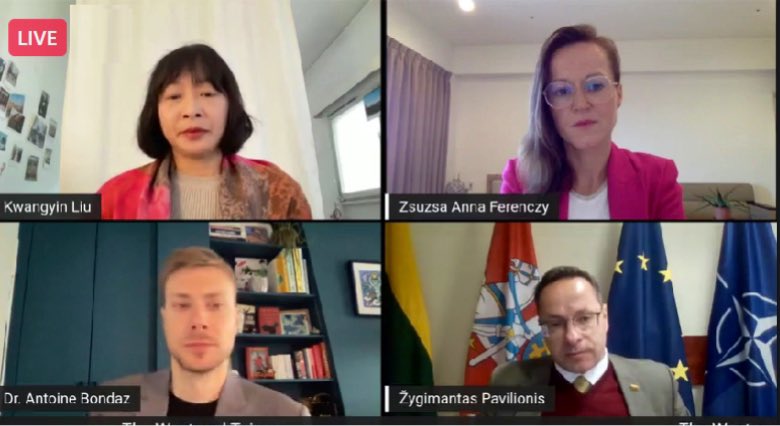 LIVE
Kwangyin Liu
Zsuzsa Anna Ferenczy
Dr. Antoine Bondaz
Žygimantas Pavilionis